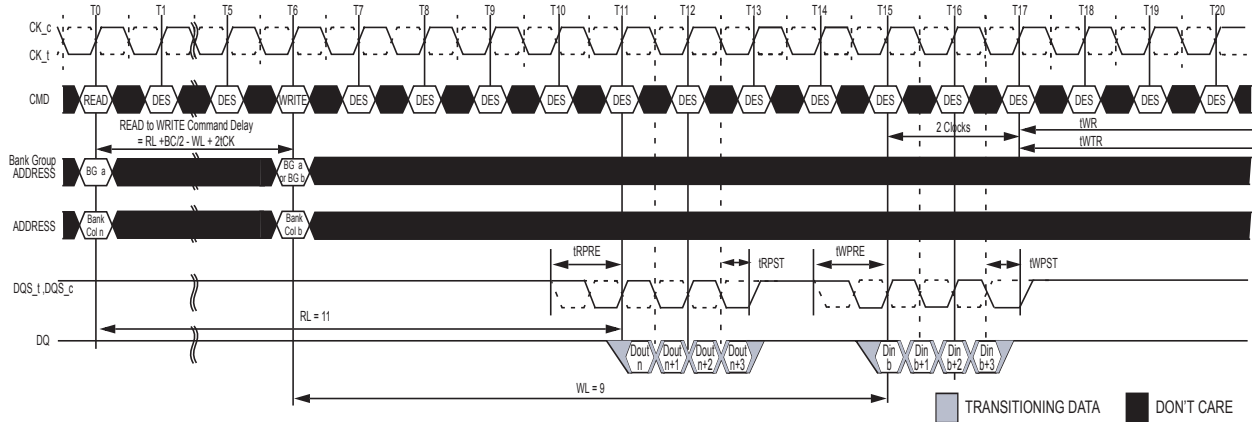 T0 T1 T5 T6 T7 T8 T9 T10 T11 T12 T13 T14 T15 T16 T17 T18 T19 T20
CK_c
CK_t
CMD READ DES DES WRITE DES DES DES DES DES DES DES DES DES DES DES DES DES DES
READ to WRITE Command Delay
= RL +BC/2 - WL + 2tCK
2 Clocks
tWR
tWTR
Bank Group
ADDRESS
BG a
BG a
or BG b
ADDRESS
Bank
Col n
Bank
Col b
tRPRE tRPST tWPRE tWPST
DQS_t ,DQS_c
RL = 11
DQ
Dout
n
Dout
n+1
Dout
n+2
Dout
n+3
Din
b
Din
b+1
Din
b+2
Din
b+3
WL = 9
TRANSITIONING DATA DON'T CARE